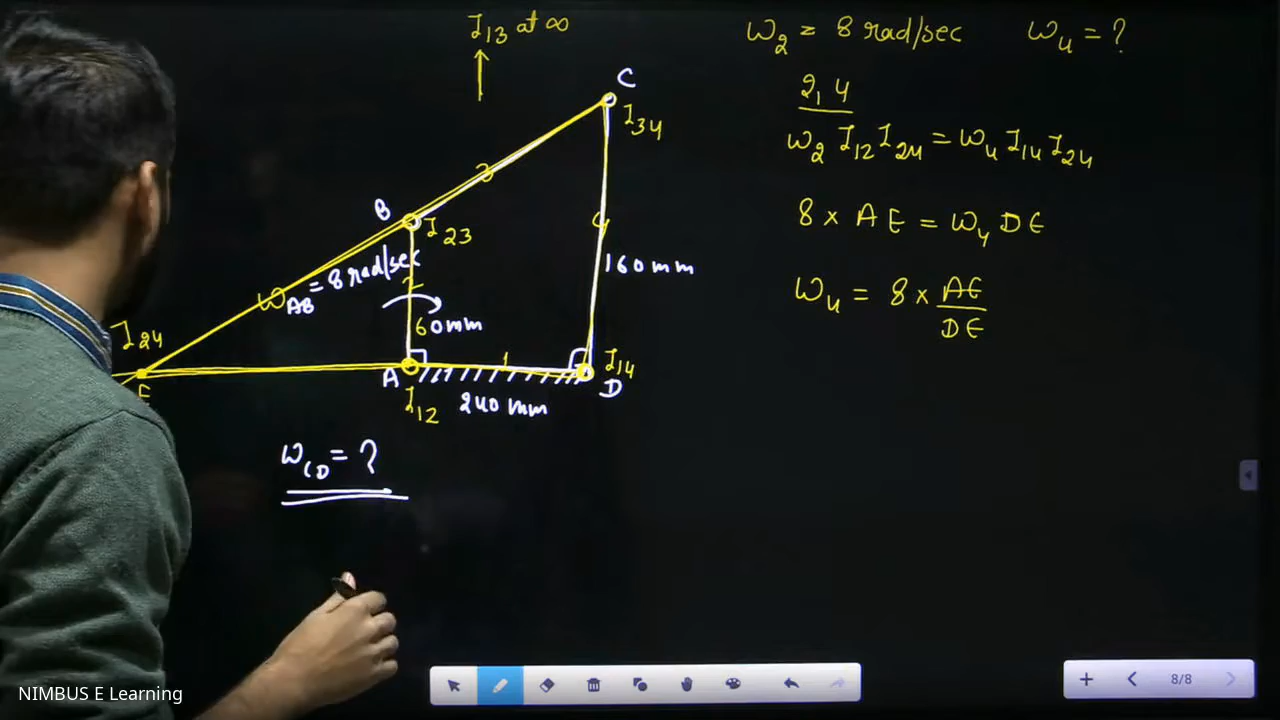 I13 at ∞
C
I34
3
B
I23
ωAB = 8 rad/sec
2
4
160 mm
60mm
I24
E
A
1
I14
D
I12
240 mm
ωCD = ?
ω2 = 8 rad/sec ω4 = ?
2,4
ω2 I12 I24 = ω4 I14 I24
8 × AE = ω4 DE
ω4 = 8 × AE/DE
8/8
NIMBUS E Learning